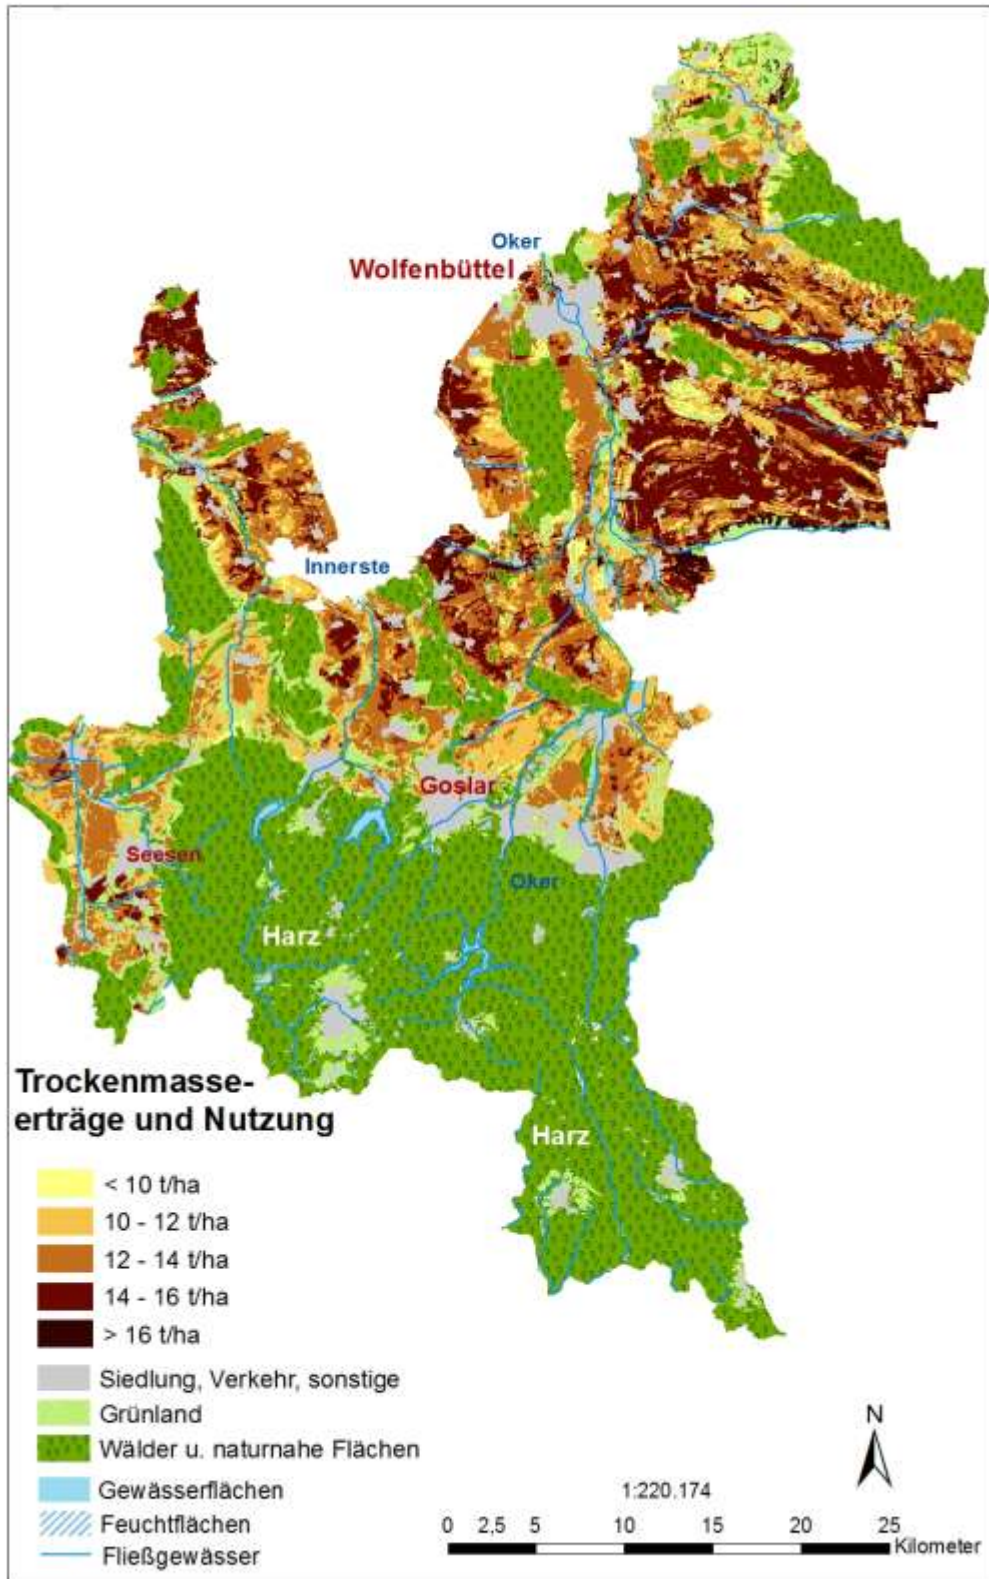 Oker
Wolfenbüttel
Innerste
Goslar
Seesen
Oker
Harz
Trockenmasse-
erträge und Nutzung
Harz
< 10 t/ha
10 - 12 t/ha
12 - 14 t/ha
14 - 16 t/ha
> 16 t/ha
Siedlung, Verkehr, sonstige
Grünland
Wälder u. naturnahe Flächen
Gewässerflächen
Feuchtflächen
Fließgewässer
N
1:220.174
0 2,5 5 10 15 20 25
Kilometer